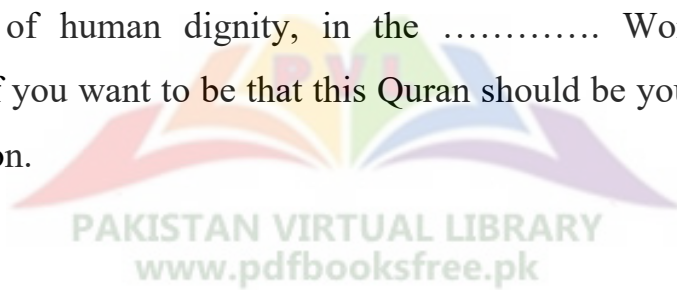 of human dignity, in the …………. Wo
you want to be that this Quran should be you
on.
PVL
PAKISTAN VIRTUAL LIBRARY
www.pdfbooksfree.pk